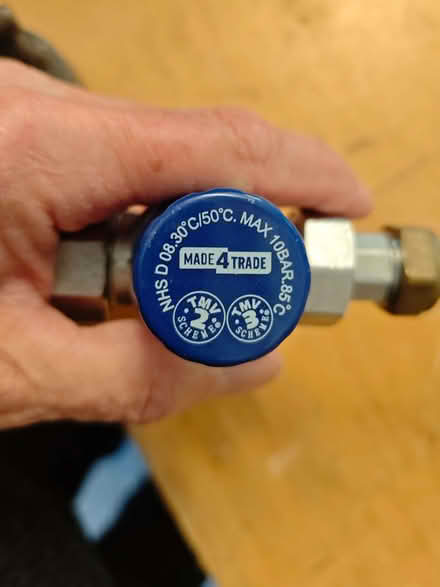 NHS D 08.30°C/50°C. MAX 10BAR.85°C
MADE 4 TRADE
TMV 2 SCHEME
TMV 3 SCHEME